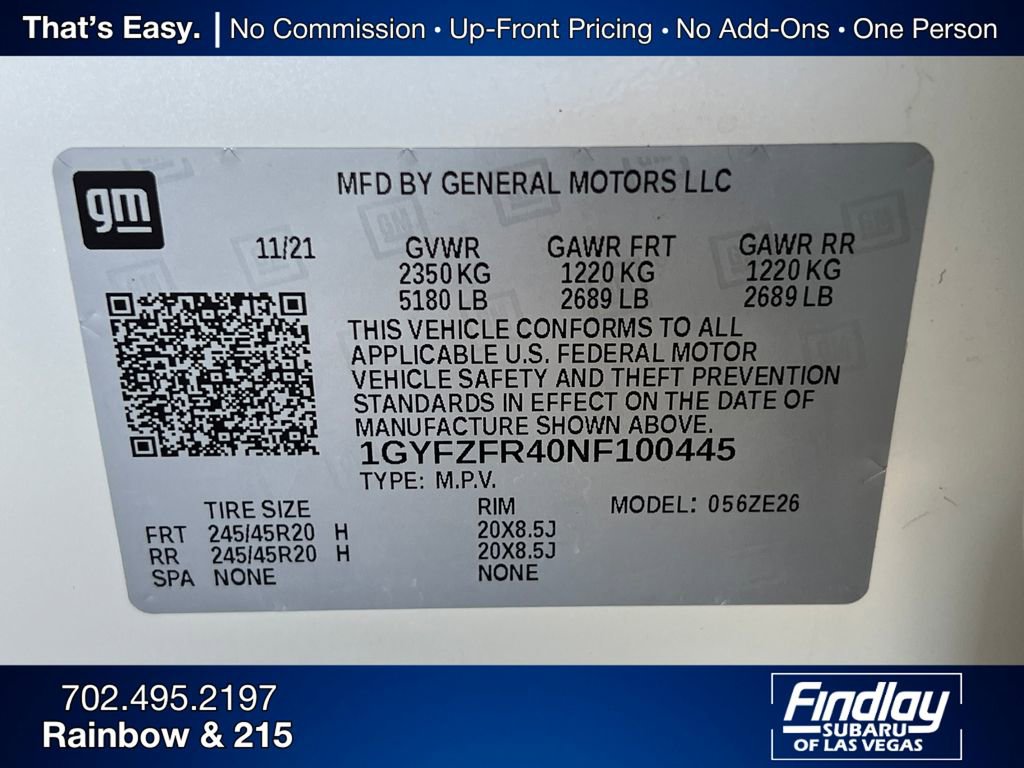 That's Easy. | No Commission • Up-Front Pricing • No Add-Ons • One Person
gm
MFD BY GENERAL MOTORS LLC
11/21 GVWR GAWR FRT GAWR RR
2350 KG 1220 KG 1220 KG
5180 LB 2689 LB 2689 LB
THIS VEHICLE CONFORMS TO ALL
APPLICABLE U.S. FEDERAL MOTOR
VEHICLE SAFETY AND THEFT PREVENTION
STANDARDS IN EFFECT ON THE DATE OF
MANUFACTURE SHOWN ABOVE.
1GYFZFR40NF100445
TYPE: M.P.V.
TIRE SIZE RIM MODEL: 056ZE26
FRT 245/45R20 H 20X8.5J
RR 245/45R20 H 20X8.5J
SPA NONE NONE
702.495.2197
Rainbow & 215
Findlay
SUBARU
OF LAS VEGAS